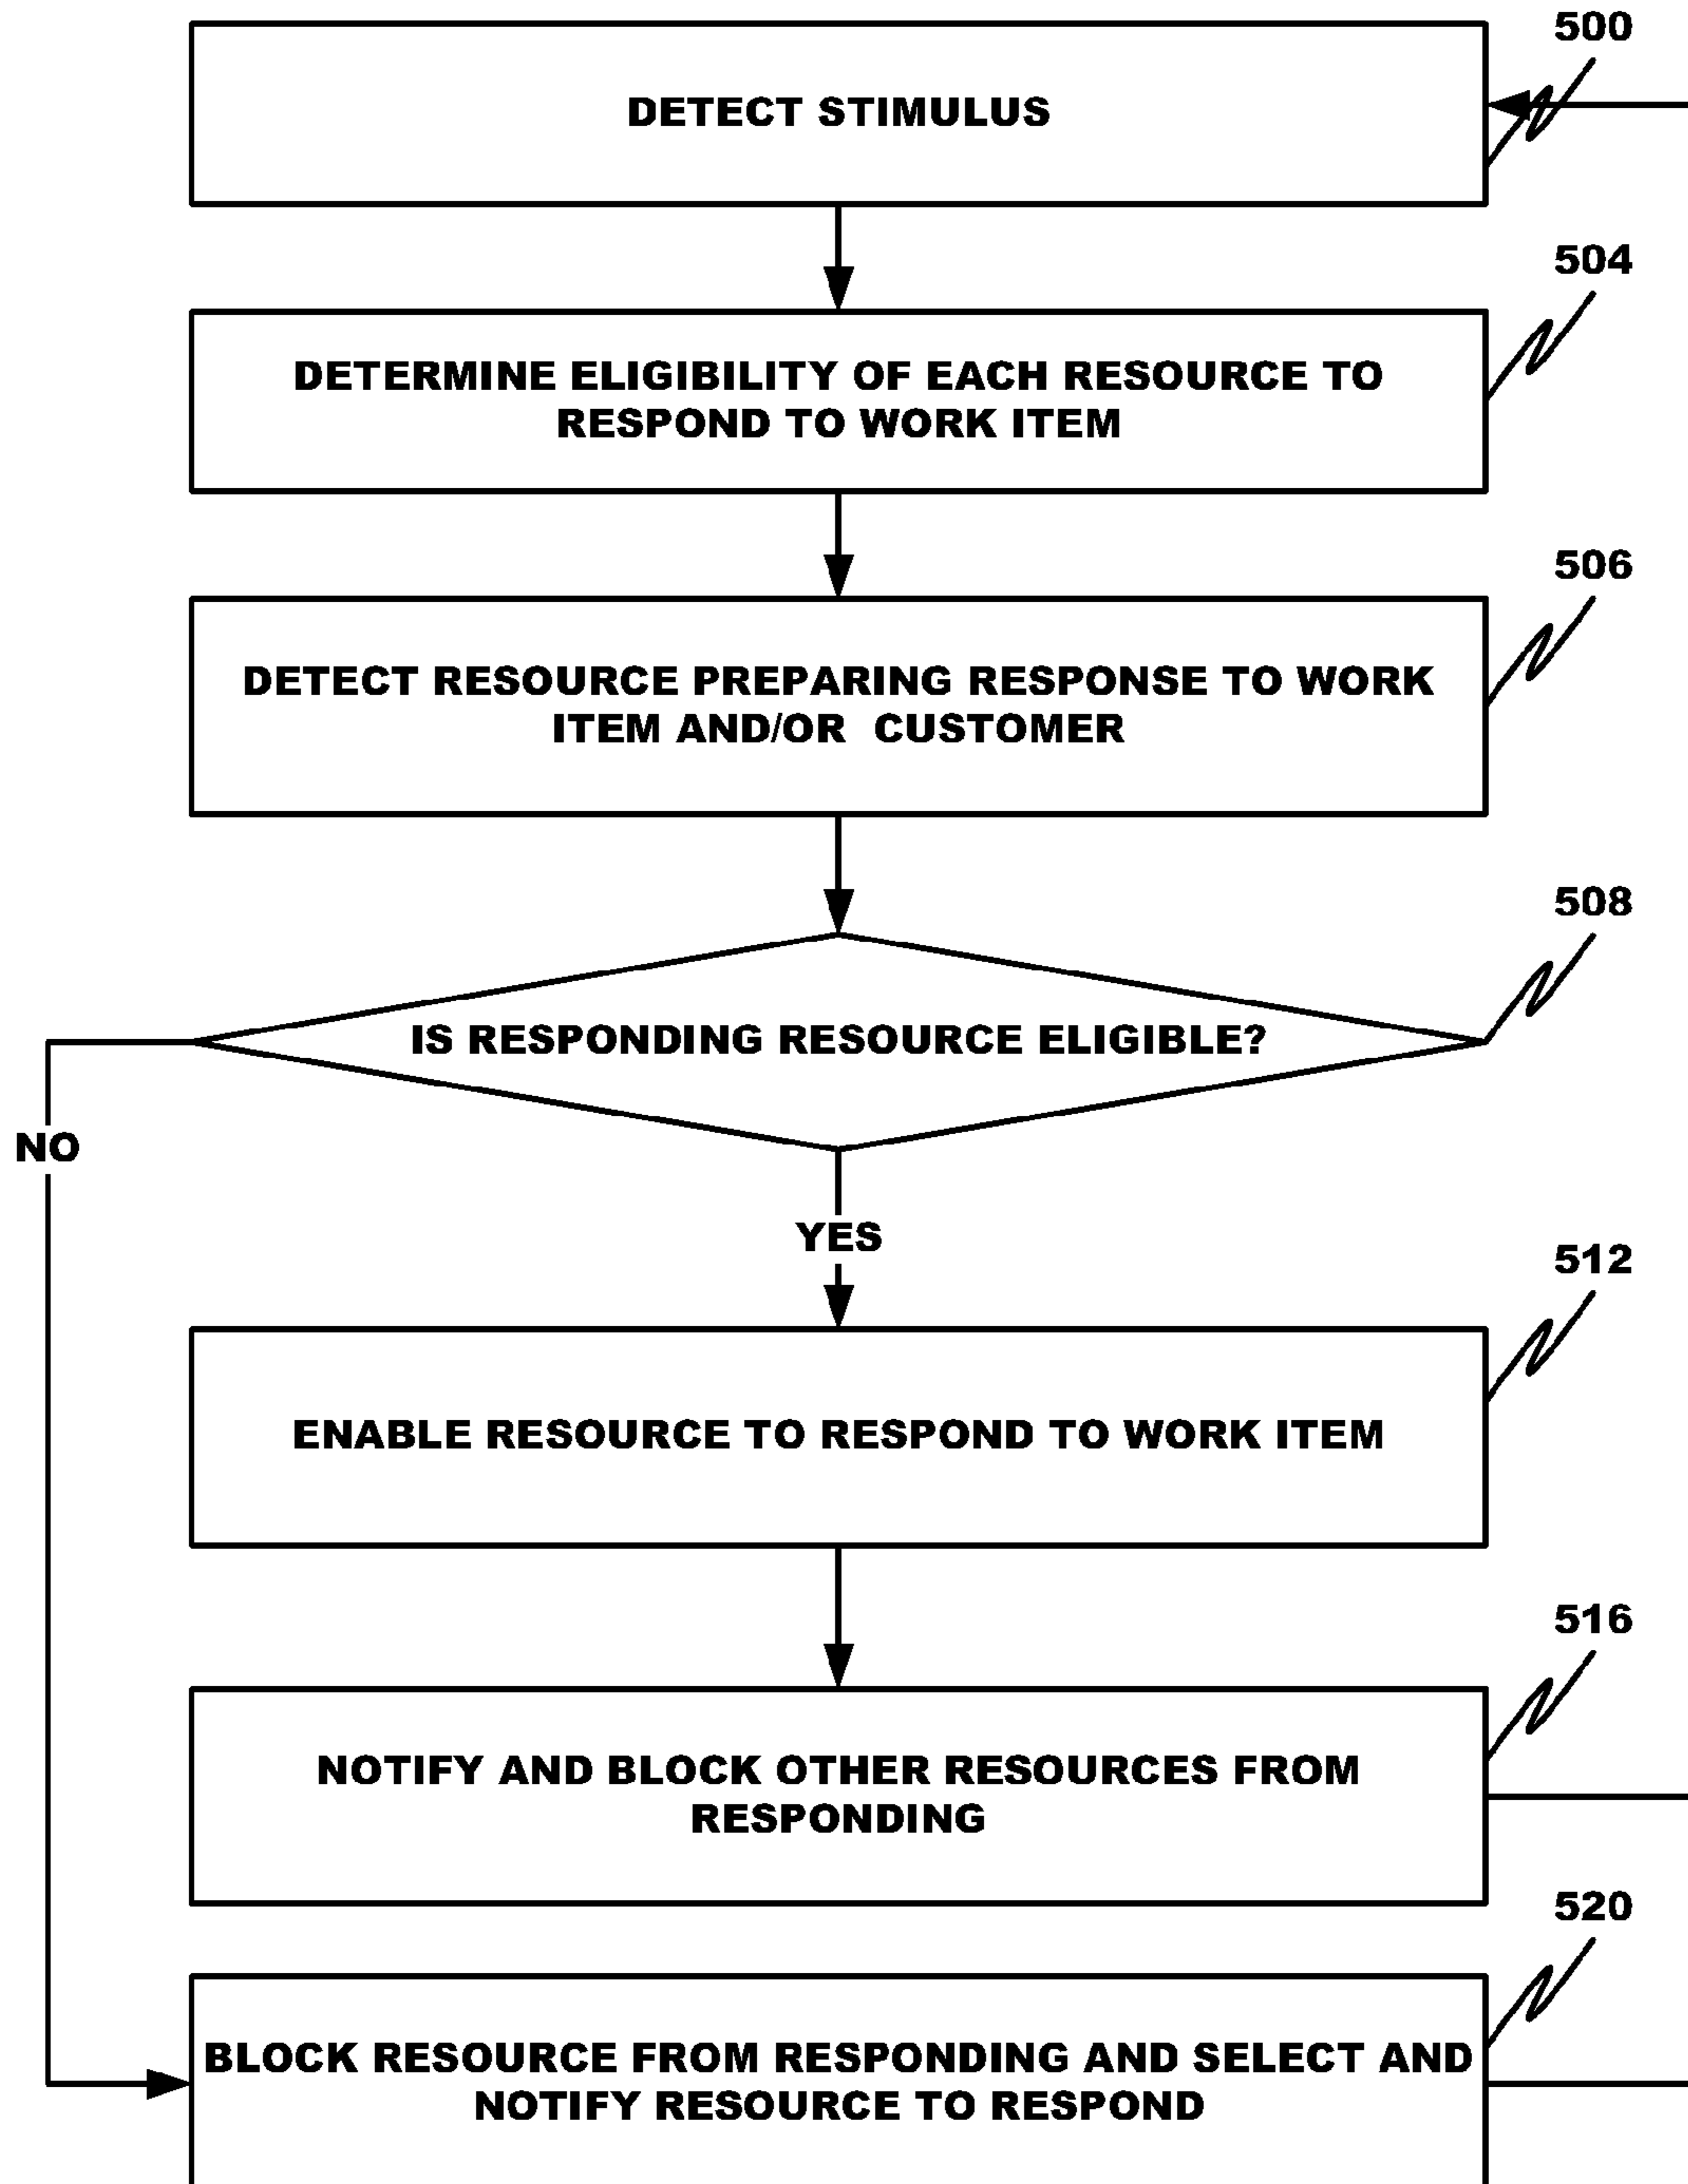 500
DETECT STIMULUS
504
DETERMINE ELIGIBILITY OF EACH RESOURCE TO
RESPOND TO WORK ITEM
506
DETECT RESOURCE PREPARING RESPONSE TO WORK
ITEM AND/OR CUSTOMER
508
IS RESPONDING RESOURCE ELIGIBLE?
NO
YES
512
ENABLE RESOURCE TO RESPOND TO WORK ITEM
516
NOTIFY AND BLOCK OTHER RESOURCES FROM
RESPONDING
520
BLOCK RESOURCE FROM RESPONDING AND SELECT AND
NOTIFY RESOURCE TO RESPOND